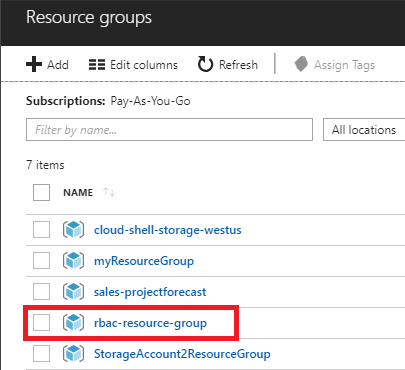 Resource groups
Add Edit columns Refresh Assign Tags
Subscriptions: Pay-As-You-Go
Filter by name... All locations
7 items
NAME
cloud-shell-storage-westus
myResourceGroup
sales-projectforecast
rbac-resource-group
StorageAccount2ResourceGroup